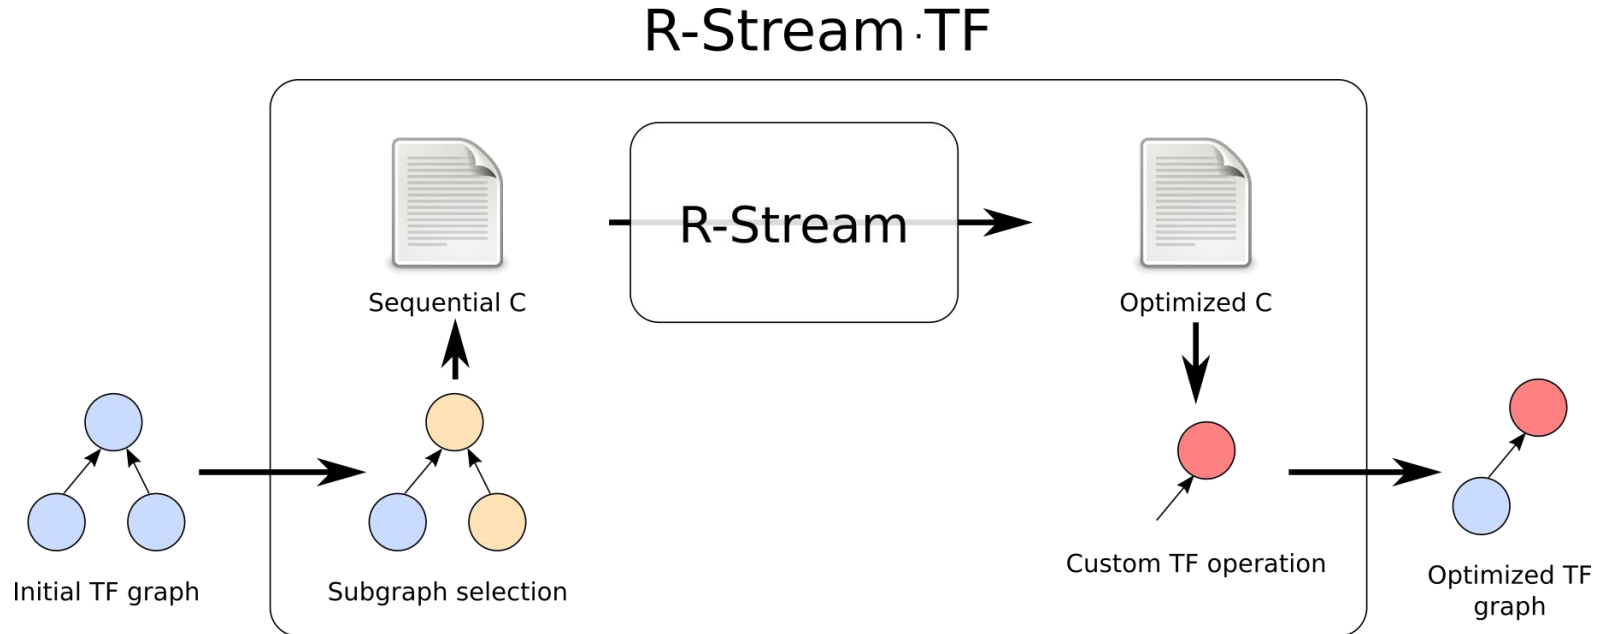 R-Stream·TF
R-Stream
Sequential C
Optimized C
Initial TF graph
Subgraph selection
Custom TF operation
Optimized TF
graph